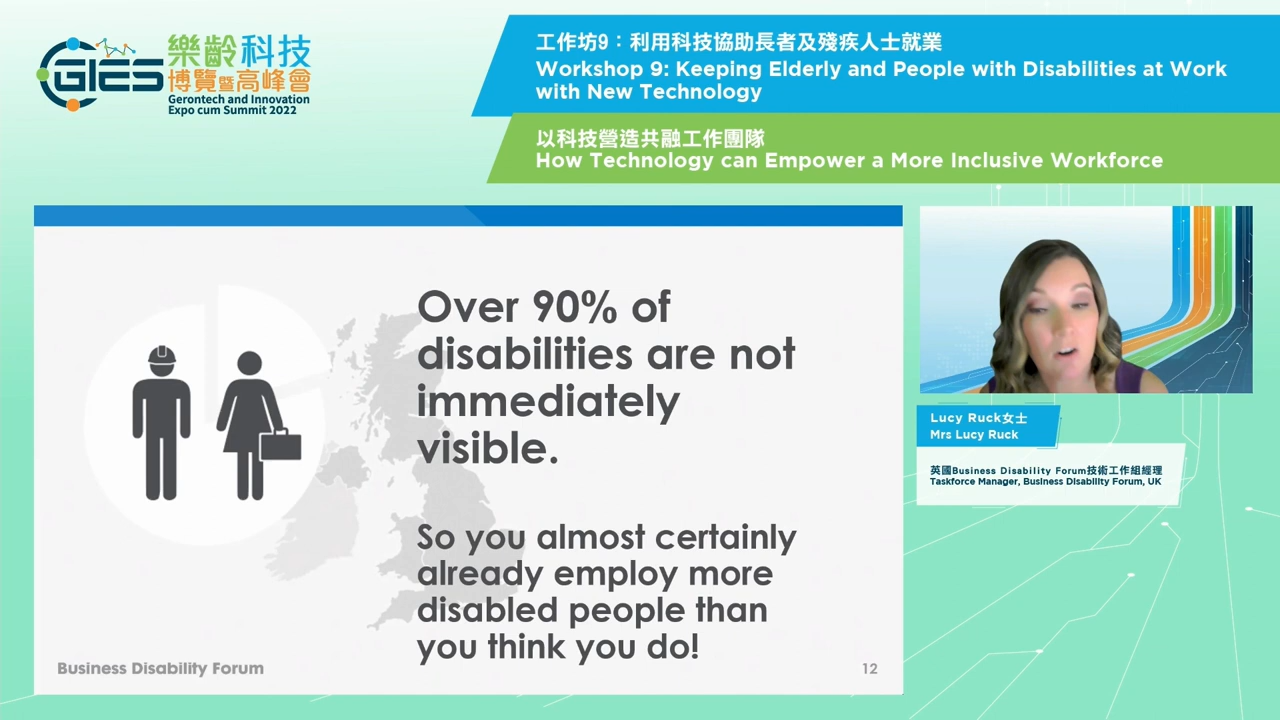 GIES
樂齡科技
博覽暨高峰會
Gerontech and Innovation
Expo cum Summit 2022
工作坊9：利用科技協助長者及殘疾人士就業
Workshop 9: Keeping Elderly and People with Disabilities at Work
with New Technology
以科技營造共融工作團隊
How Technology can Empower a More Inclusive Workforce
Over 90% of
disabilities are not
immediately
visible.
So you almost certainly
already employ more
disabled people than
you think you do!
Business Disability Forum
12
Lucy Ruck女士
Mrs Lucy Ruck
英國Business Disability Forum技術工作組經理
Taskforce Manager, Business Disability Forum, UK